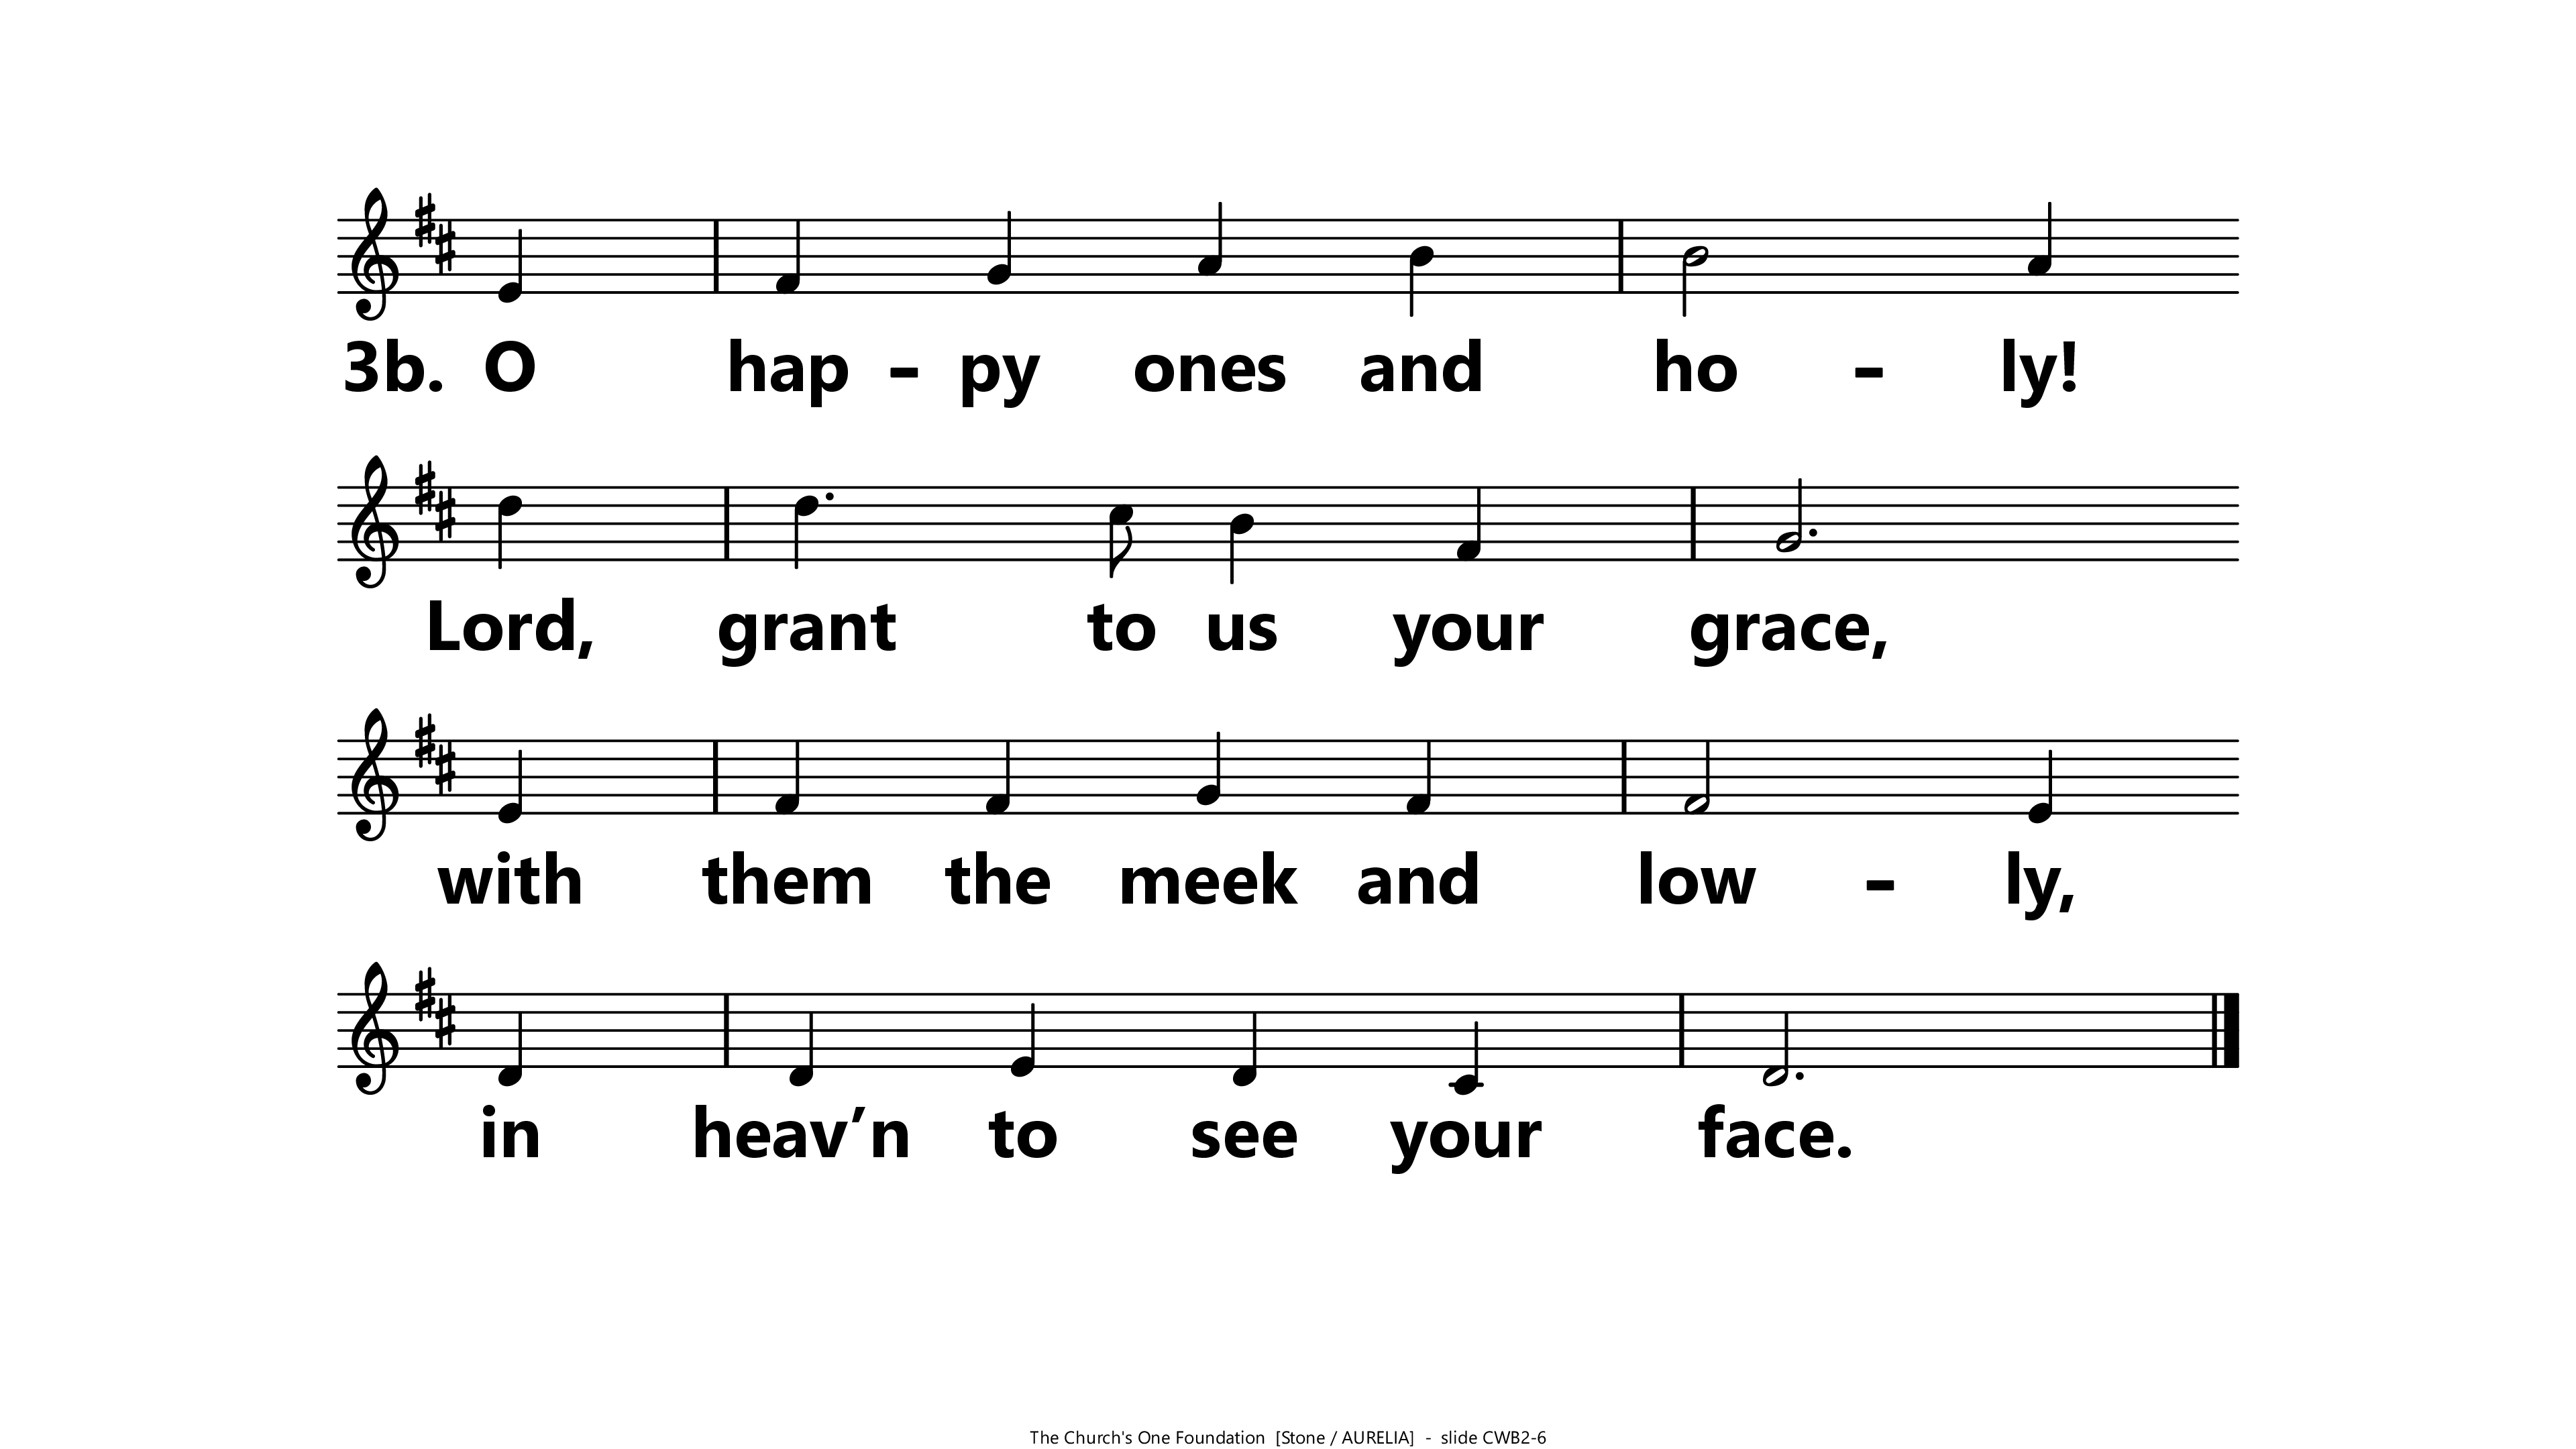 3b. O hap - py ones and ho - ly!
Lord, grant to us your grace,
with them the meek and low - ly,
in heav’n to see your face.
The Church's One Foundation [Stone / AURELIA] - slide CWB2-6